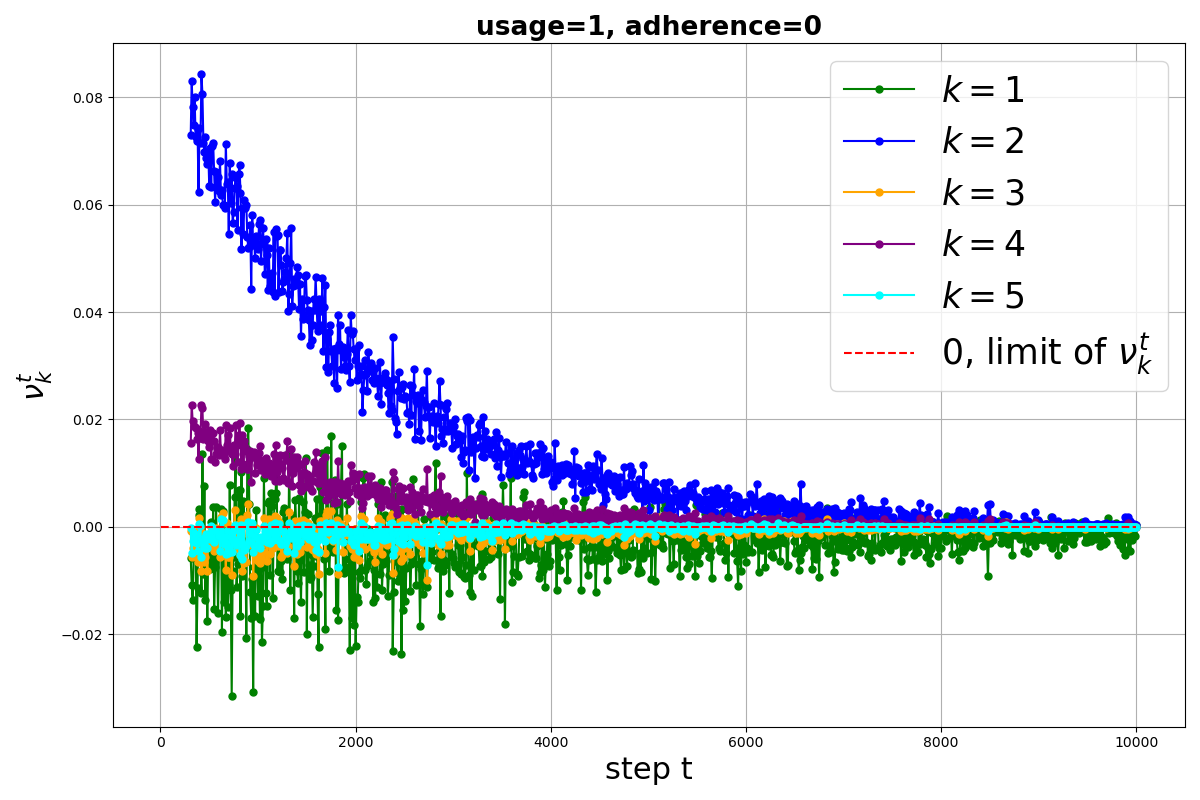 usage=1, adherence=0
k = 1
k = 2
k = 3
k = 4
k = 5
0, limit of ν_k^t
0.08
0.06
0.04
0.02
0.00
−0.02
ν_k^t
0
2000
4000
6000
8000
10000
step t